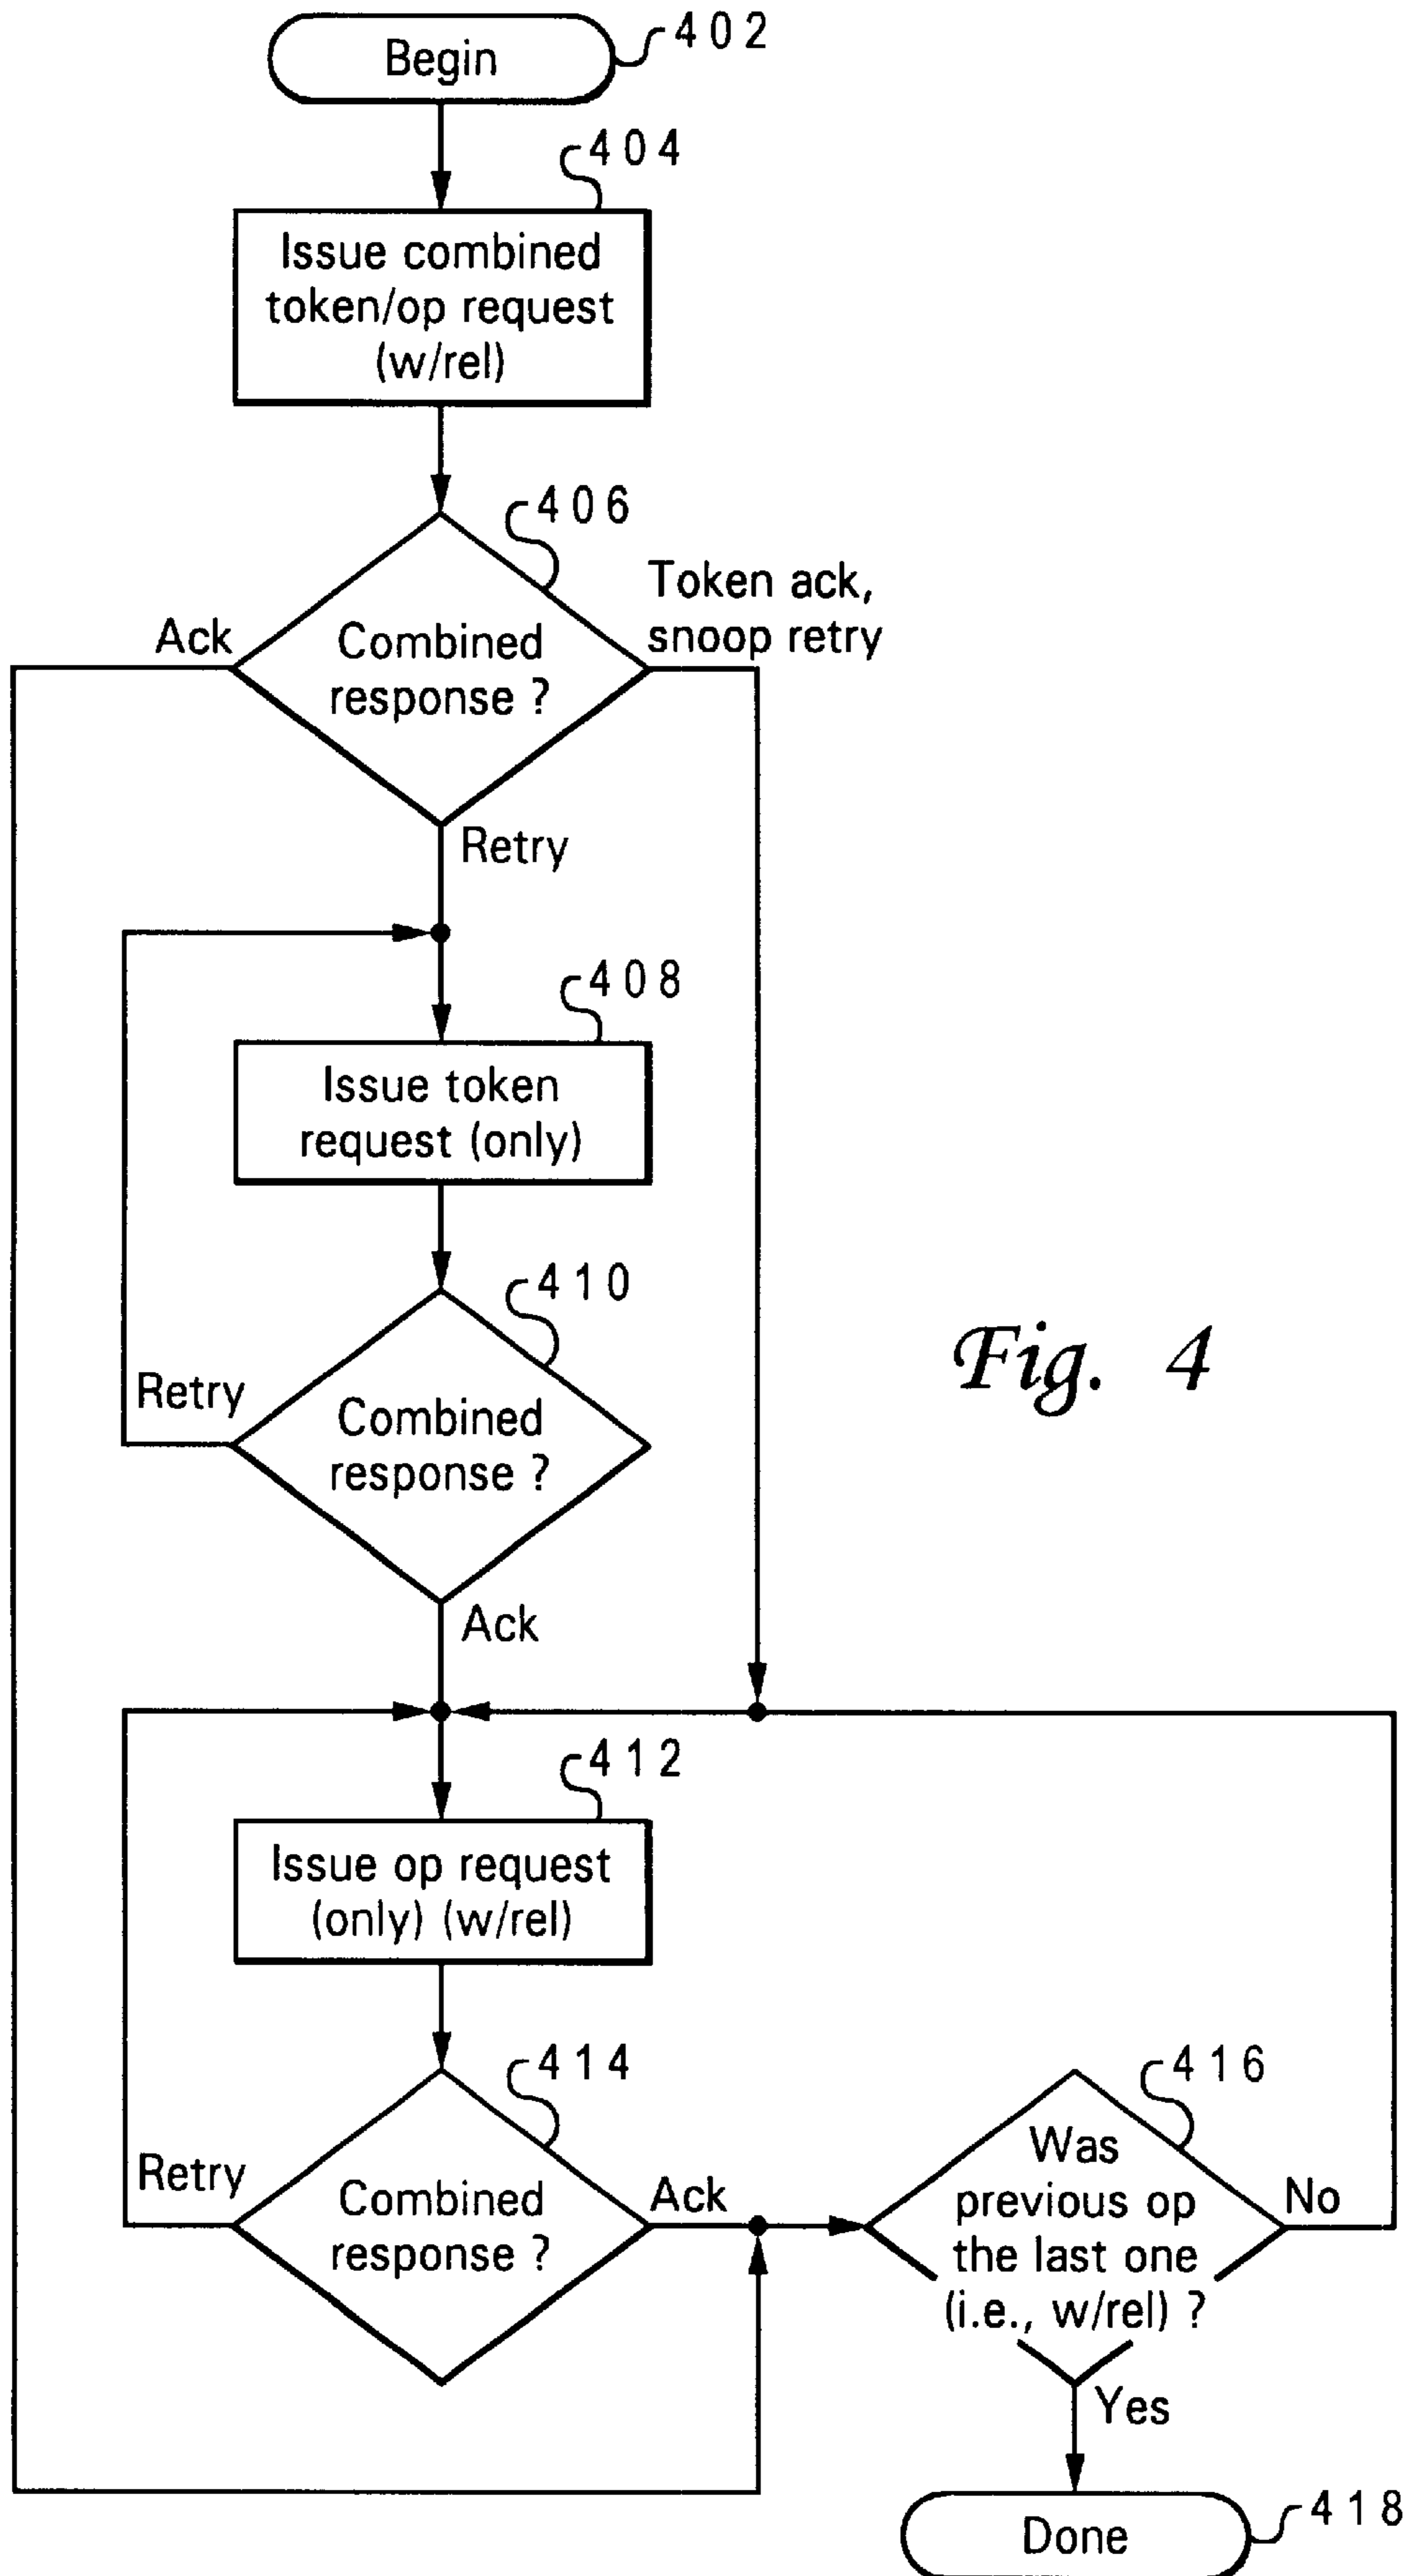 Begin
402
404
Issue combined
token/op request
(w/rel)
406
Token ack,
snoop retry
Ack
Combined
response ?
Retry
408
Issue token
request (only)
410
Retry
Combined
response ?
Fig. 4
Ack
412
Issue op request
(only) (w/rel)
414
Retry
Combined
response ?
Ack
416
Was
previous op
the last one
(i.e., w/rel) ?
No
Yes
Done
418